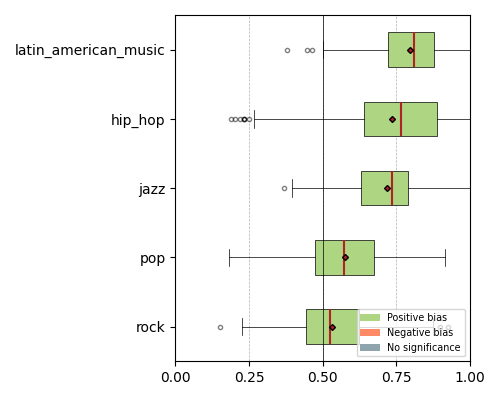 latin_american_music
hip_hop
jazz
pop
rock
Positive bias
Negative bias
No significance
0.00 0.25 0.50 0.75 1.00